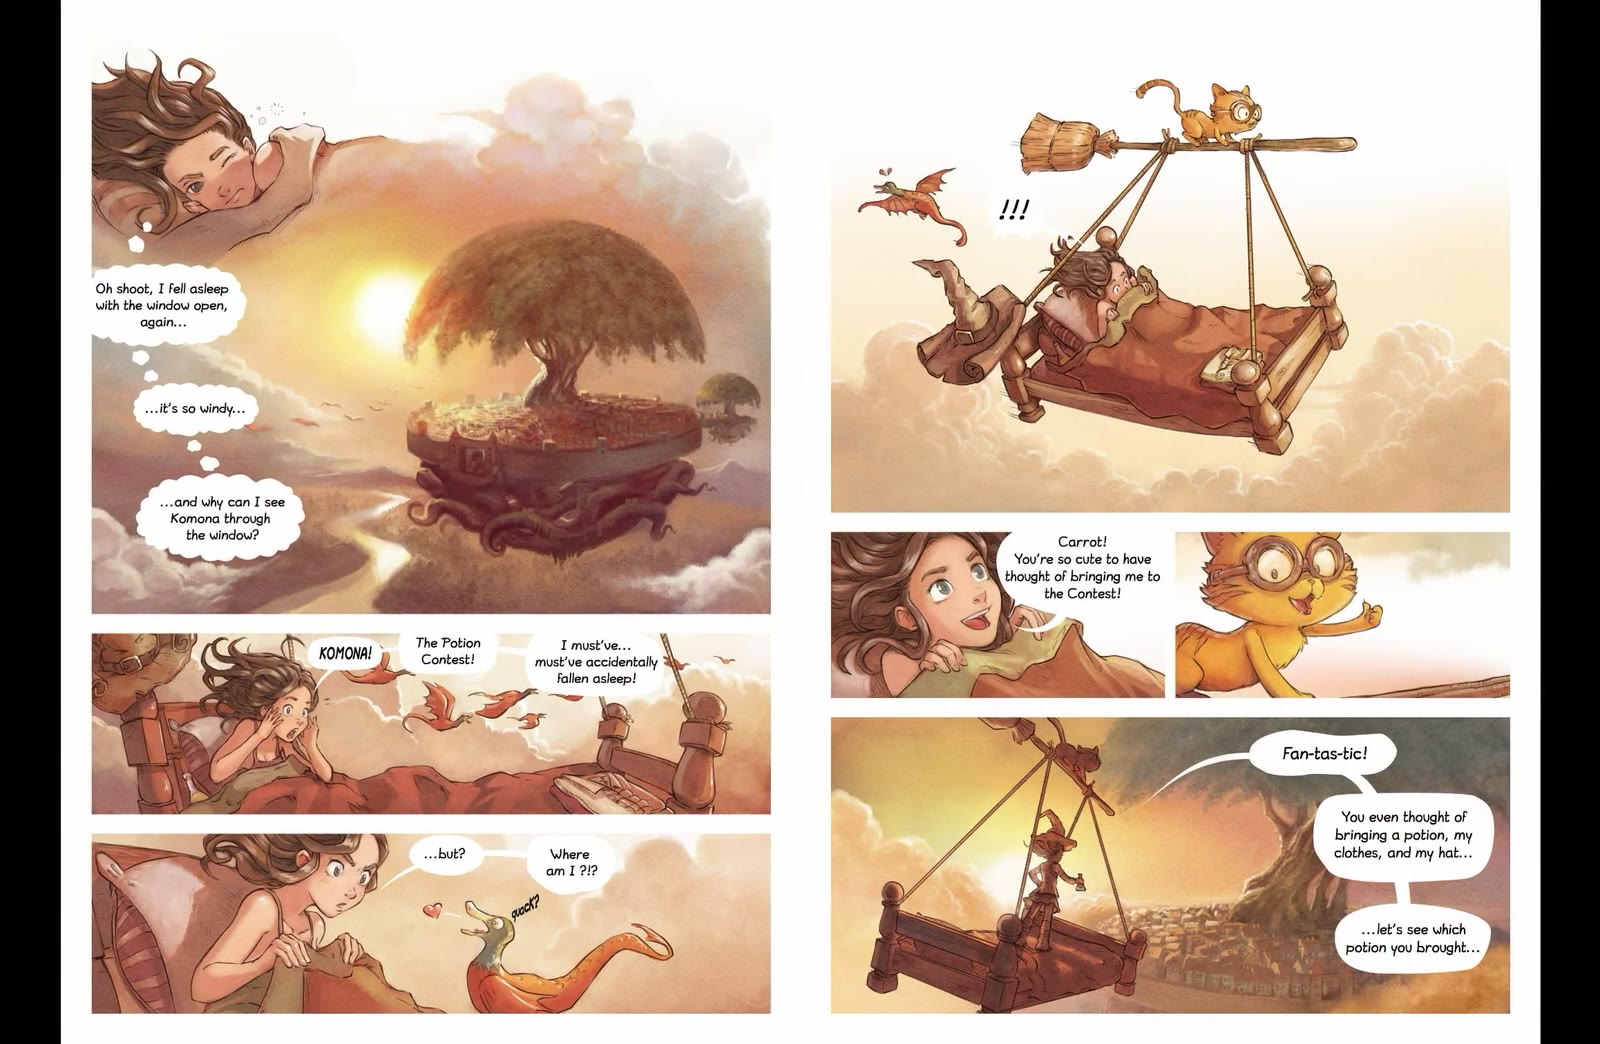 Oh shoot, I fell asleep
with the window open,
again...
...it's so windy...
...and why can I see
Komona through
the window?
KOMONA!
The Potion
Contest!
I must've...
must've accidentally
fallen asleep!
...but?
Where
am I ?!?
quack?
!!!
Carrot!
You're so cute to have
thought of bringing me to
the Contest!
Fan-tas-tic!
You even thought of
bringing a potion, my
clothes, and my hat...
...let's see which
potion you brought...